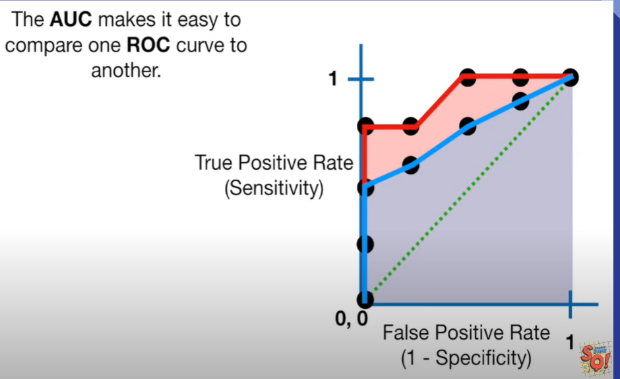 The AUC makes it easy to
compare one ROC curve to
another.
1
True Positive Rate
(Sensitivity)
0, 0
False Positive Rate
(1 - Specificity)
1
SQ!